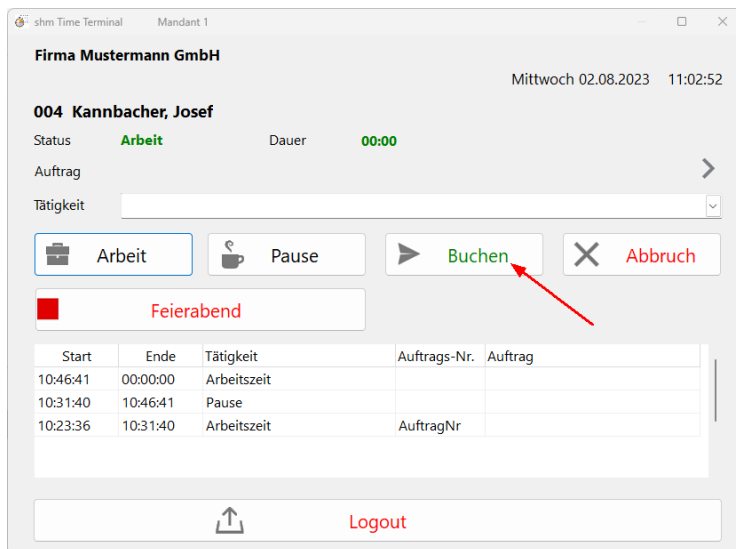 shm Time Terminal Mandant 1
Firma Mustermann GmbH
Mittwoch 02.08.2023 11:02:52
004 Kannbacher, Josef
Status Arbeit Dauer 00:00
Auftrag
Tätigkeit
Arbeit Pause Buchen Abbruch
Feierabend
Start Ende Tätigkeit Auftrags-Nr. Auftrag
10:46:41 00:00:00 Arbeitszeit
10:31:40 10:46:41 Pause
10:23:36 10:31:40 Arbeitszeit AuftragNr
Logout